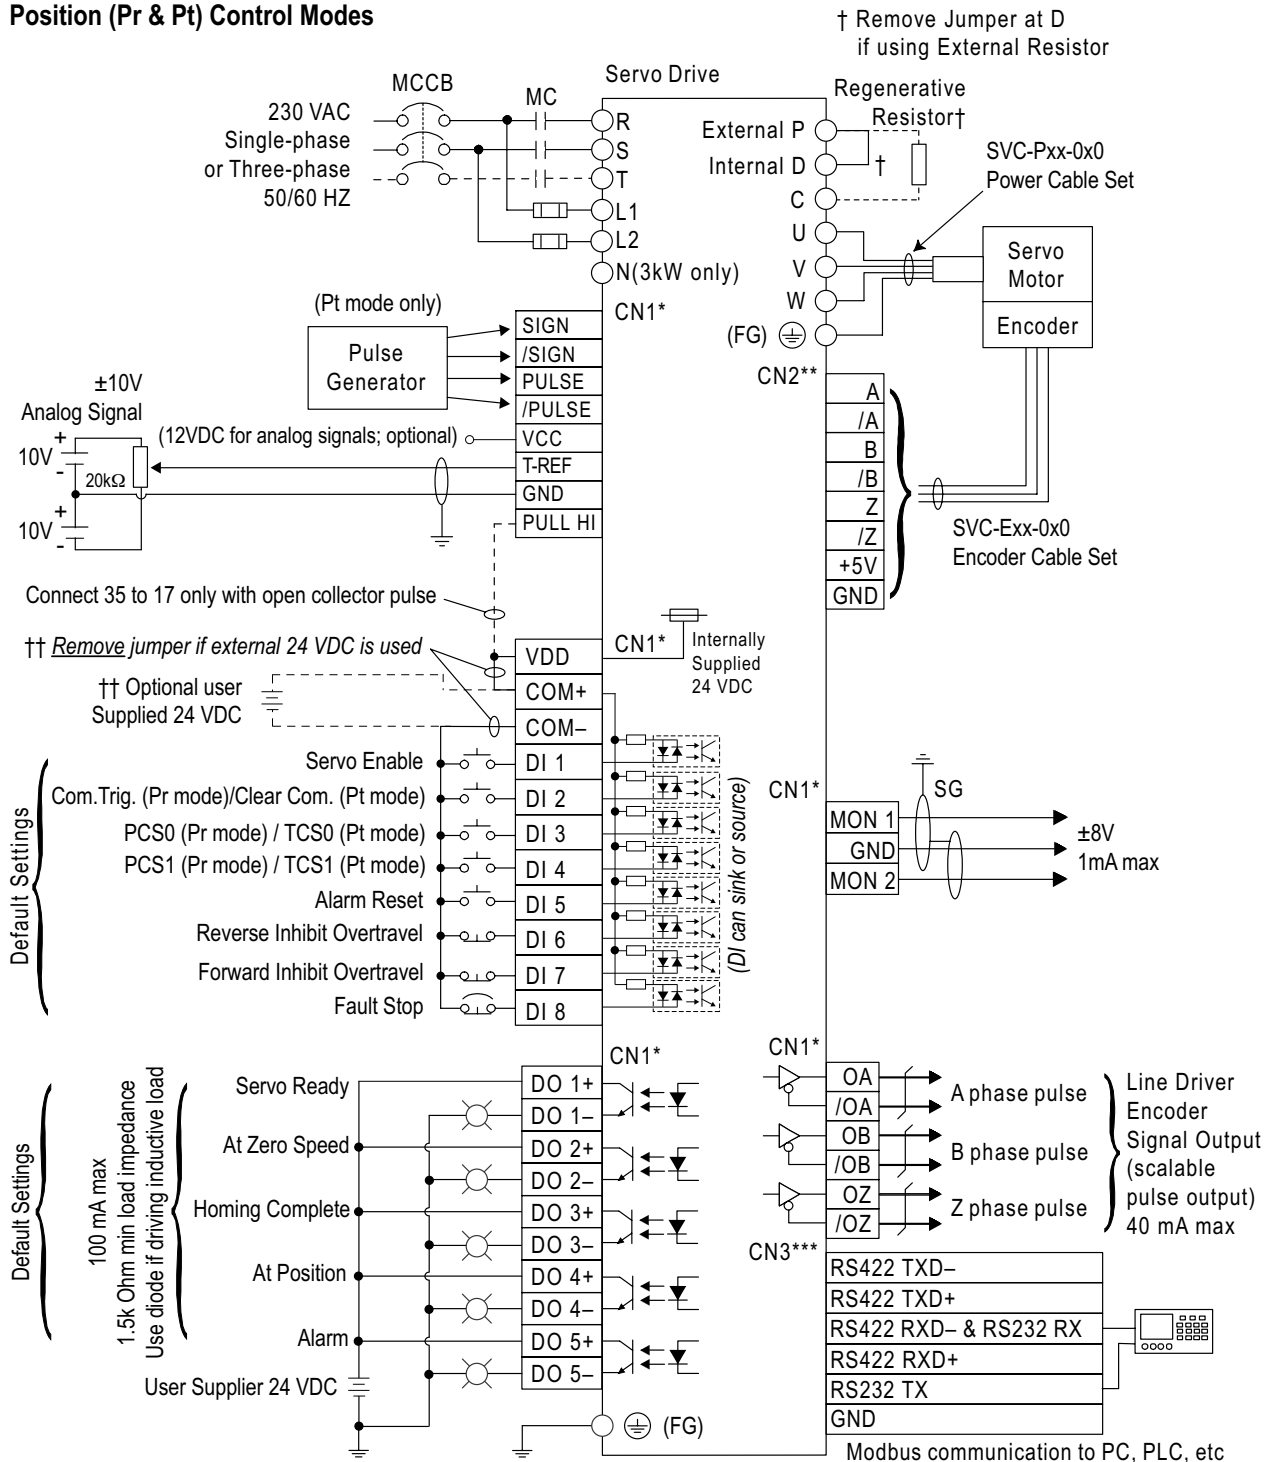 Position (Pr & Pt) Control Modes
† Remove Jumper at D
if using External Resistor
Servo Drive
MCCB
MC
230 VAC
Single-phase
or Three-phase
50/60 HZ
R
S
T
L1
L2
N(3kW only)
Regenerative
Resistor†
External P
Internal D
†
C
U
V
W
(FG)
SVC-Pxx-0x0
Power Cable Set
Servo
Motor
Encoder
(Pt mode only)
Pulse
Generator
CN1*
SIGN
/SIGN
PULSE
/PULSE
VCC
T-REF
GND
PULL HI
±10V
Analog Signal
(12VDC for analog signals; optional)
+
10V
-
20kΩ
+
10V
-
CN2**
A
/A
B
/B
Z
/Z
+5V
GND
SVC-Exx-0x0
Encoder Cable Set
Connect 35 to 17 only with open collector pulse
†† Remove jumper if external 24 VDC is used
†† Optional user
Supplied 24 VDC
CN1*
Internally
Supplied
24 VDC
VDD
COM+
COM–
Default Settings
Servo Enable
DI 1
Com.Trig. (Pr mode)/Clear Com. (Pt mode)
DI 2
PCS0 (Pr mode) / TCS0 (Pt mode)
DI 3
PCS1 (Pr mode) / TCS1 (Pt mode)
DI 4
Alarm Reset
DI 5
Reverse Inhibit Overtravel
DI 6
Forward Inhibit Overtravel
DI 7
Fault Stop
DI 8
(DI can sink or source)
CN1*
SG
MON 1
GND
MON 2
±8V
1mA max
Default Settings
100 mA max
1.5k Ohm min load impedance
Use diode if driving inductive load
CN1*
Servo Ready
DO 1+
DO 1–
At Zero Speed
DO 2+
DO 2–
Homing Complete
DO 3+
DO 3–
At Position
DO 4+
DO 4–
Alarm
DO 5+
DO 5–
User Supplier 24 VDC
(FG)
CN1*
OA
/OA
OB
/OB
OZ
/OZ
A phase pulse
B phase pulse
Z phase pulse
Line Driver
Encoder
Signal Output
(scalable
pulse output)
40 mA max
CN3***
RS422 TXD–
RS422 TXD+
RS422 RXD– & RS232 RX
RS422 RXD+
RS232 TX
GND
Modbus communication to PC, PLC, etc